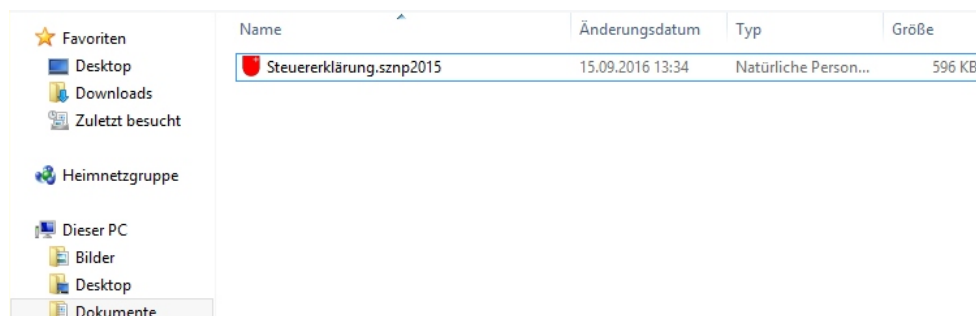 Name Änderungsdatum Typ Größe
Steuererklärung.sznp2015 15.09.2016 13:34 Natürliche Person... 596 KB
Favoriten
Desktop
Downloads
Zuletzt besucht
Heimnetzgruppe
Dieser PC
Bilder
Desktop
Dokumente